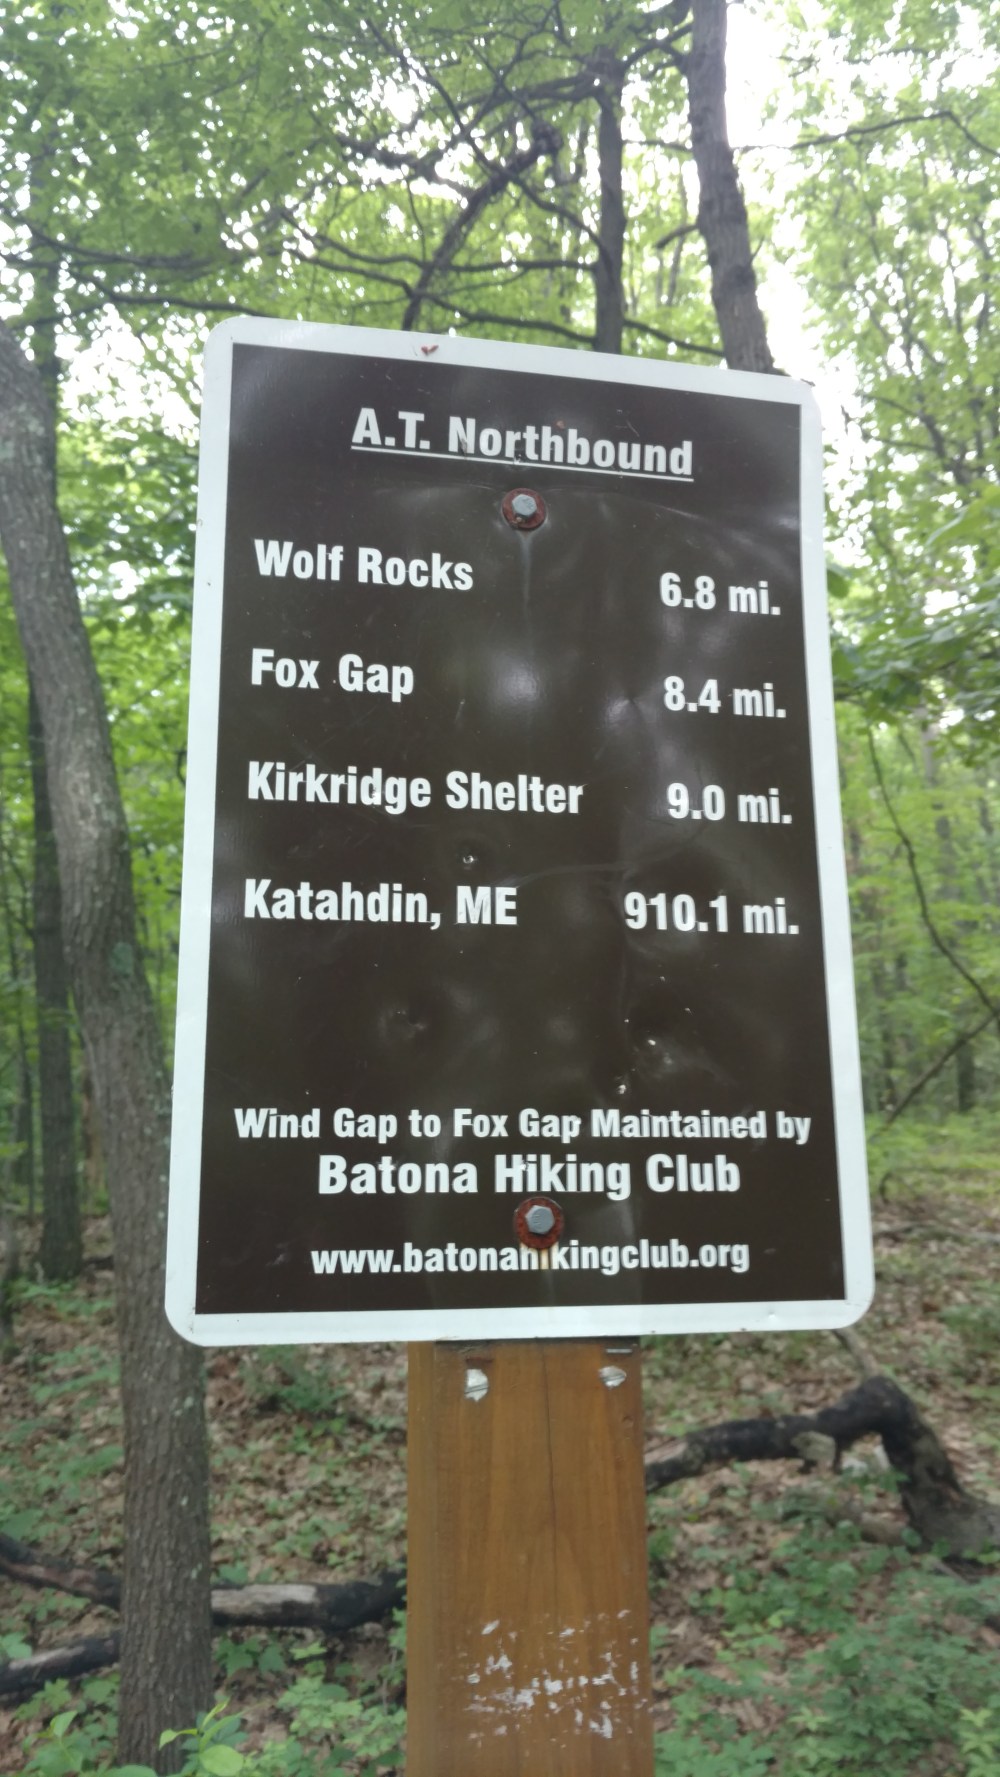 A.T. Northbound
Wolf Rocks 6.8 mi.
Fox Gap 8.4 mi.
Kirkridge Shelter 9.0 mi.
Katahdin, ME 910.1 mi.
Wind Gap to Fox Gap Maintained by
Batona Hiking Club
www.batonahikingclub.org